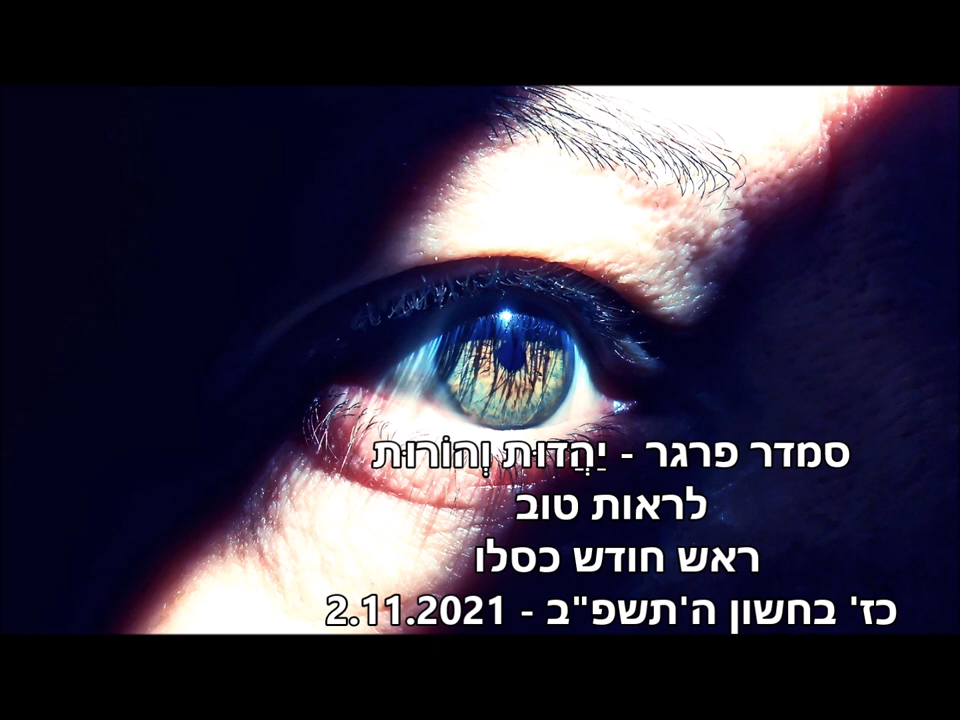 סמדר פרגר - יַהֲדוּת וְהוֹרוּת
לראות טוב
ראש חודש כסלו
כז' בחשון ה'תשפ"ב - 2.11.2021